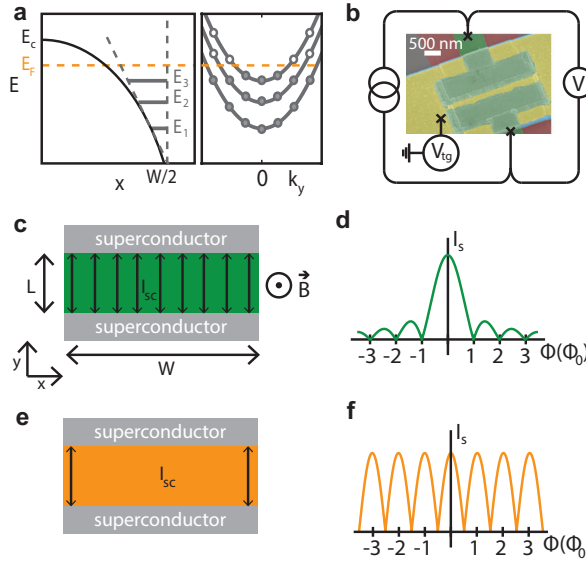 a
E_c
E_F
E
E_3
E_2
E_1
x
W/2
0
k_y
b
500 nm
V
V_tg
c
superconductor
L
I_sc
B
superconductor
y
x
W
d
I_s
-3 -2 -1 1 2 3 Φ(Φ_0)
e
superconductor
I_sc
superconductor
f
I_s
-3 -2 -1 1 2 3 Φ(Φ_0